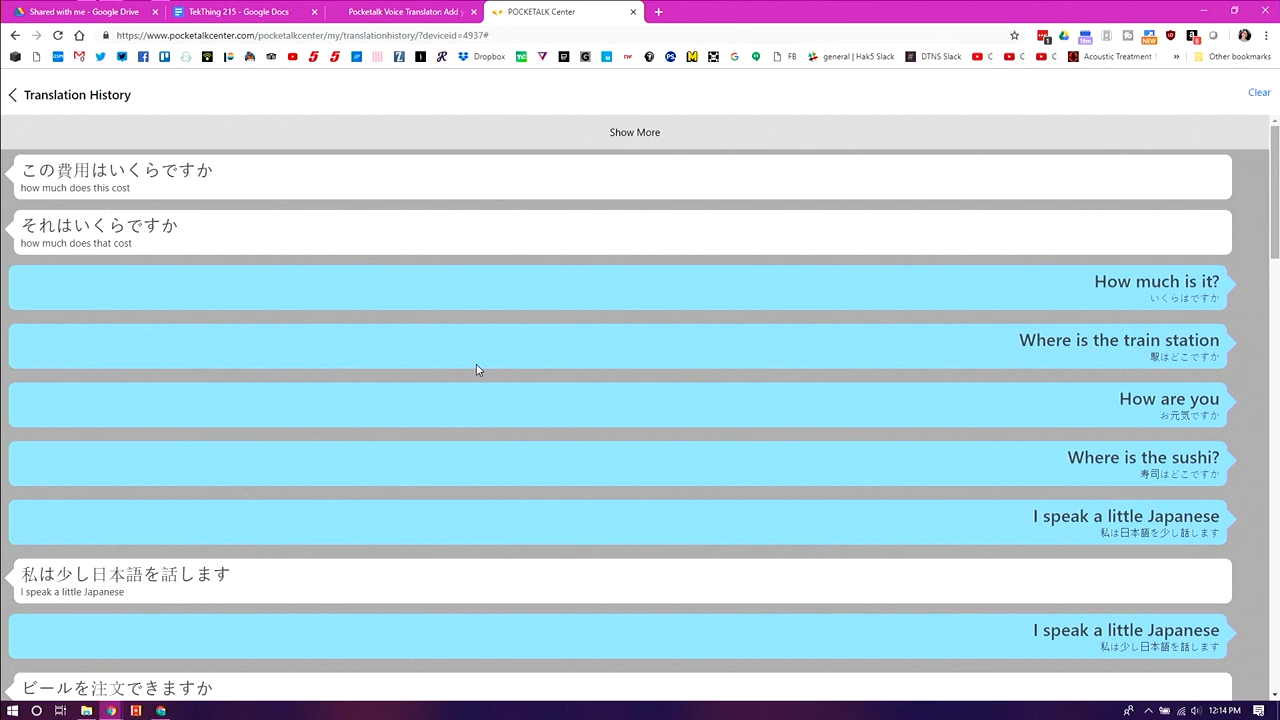 Shared with me - Google Drive
TekThing 215 - Google Docs
Pocketalk Voice Translator: Add y
POCKETALK Center
https://www.pocketalkcenter.com/pocketalkcenter/my/translationhistory/?deviceid=4937#
Dropbox
FB
general | Hak5 Slack
DTNS Slack
C
C
Acoustic Treatment
Other bookmarks
Translation History
Clear
Show More
この費用はいくらですか
how much does this cost
それはいくらですか
how much does that cost
How much is it?
いくらはですか
Where is the train station
駅はどこですか
How are you
お元気ですか
Where is the sushi?
寿司はどこですか
I speak a little Japanese
私は日本語を少し話します
私は少し日本語を話します
I speak a little Japanese
I speak a little Japanese
私は少し日本語を話します
ビールを注文できますか
12:14 PM